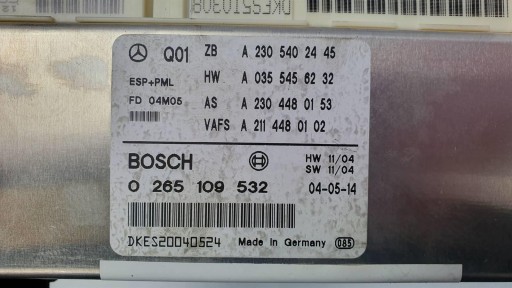 DKES510308
Q01 ZB A 230 540 24 45
ESP+PML HW A 035 545 62 32
FD 04M05 AS A 230 448 01 53
VAFS A 211 448 01 02
BOSCH HW 11/04
SW 11/04
0 265 109 532 04-05-14
DKES20040524 Made in Germany 085